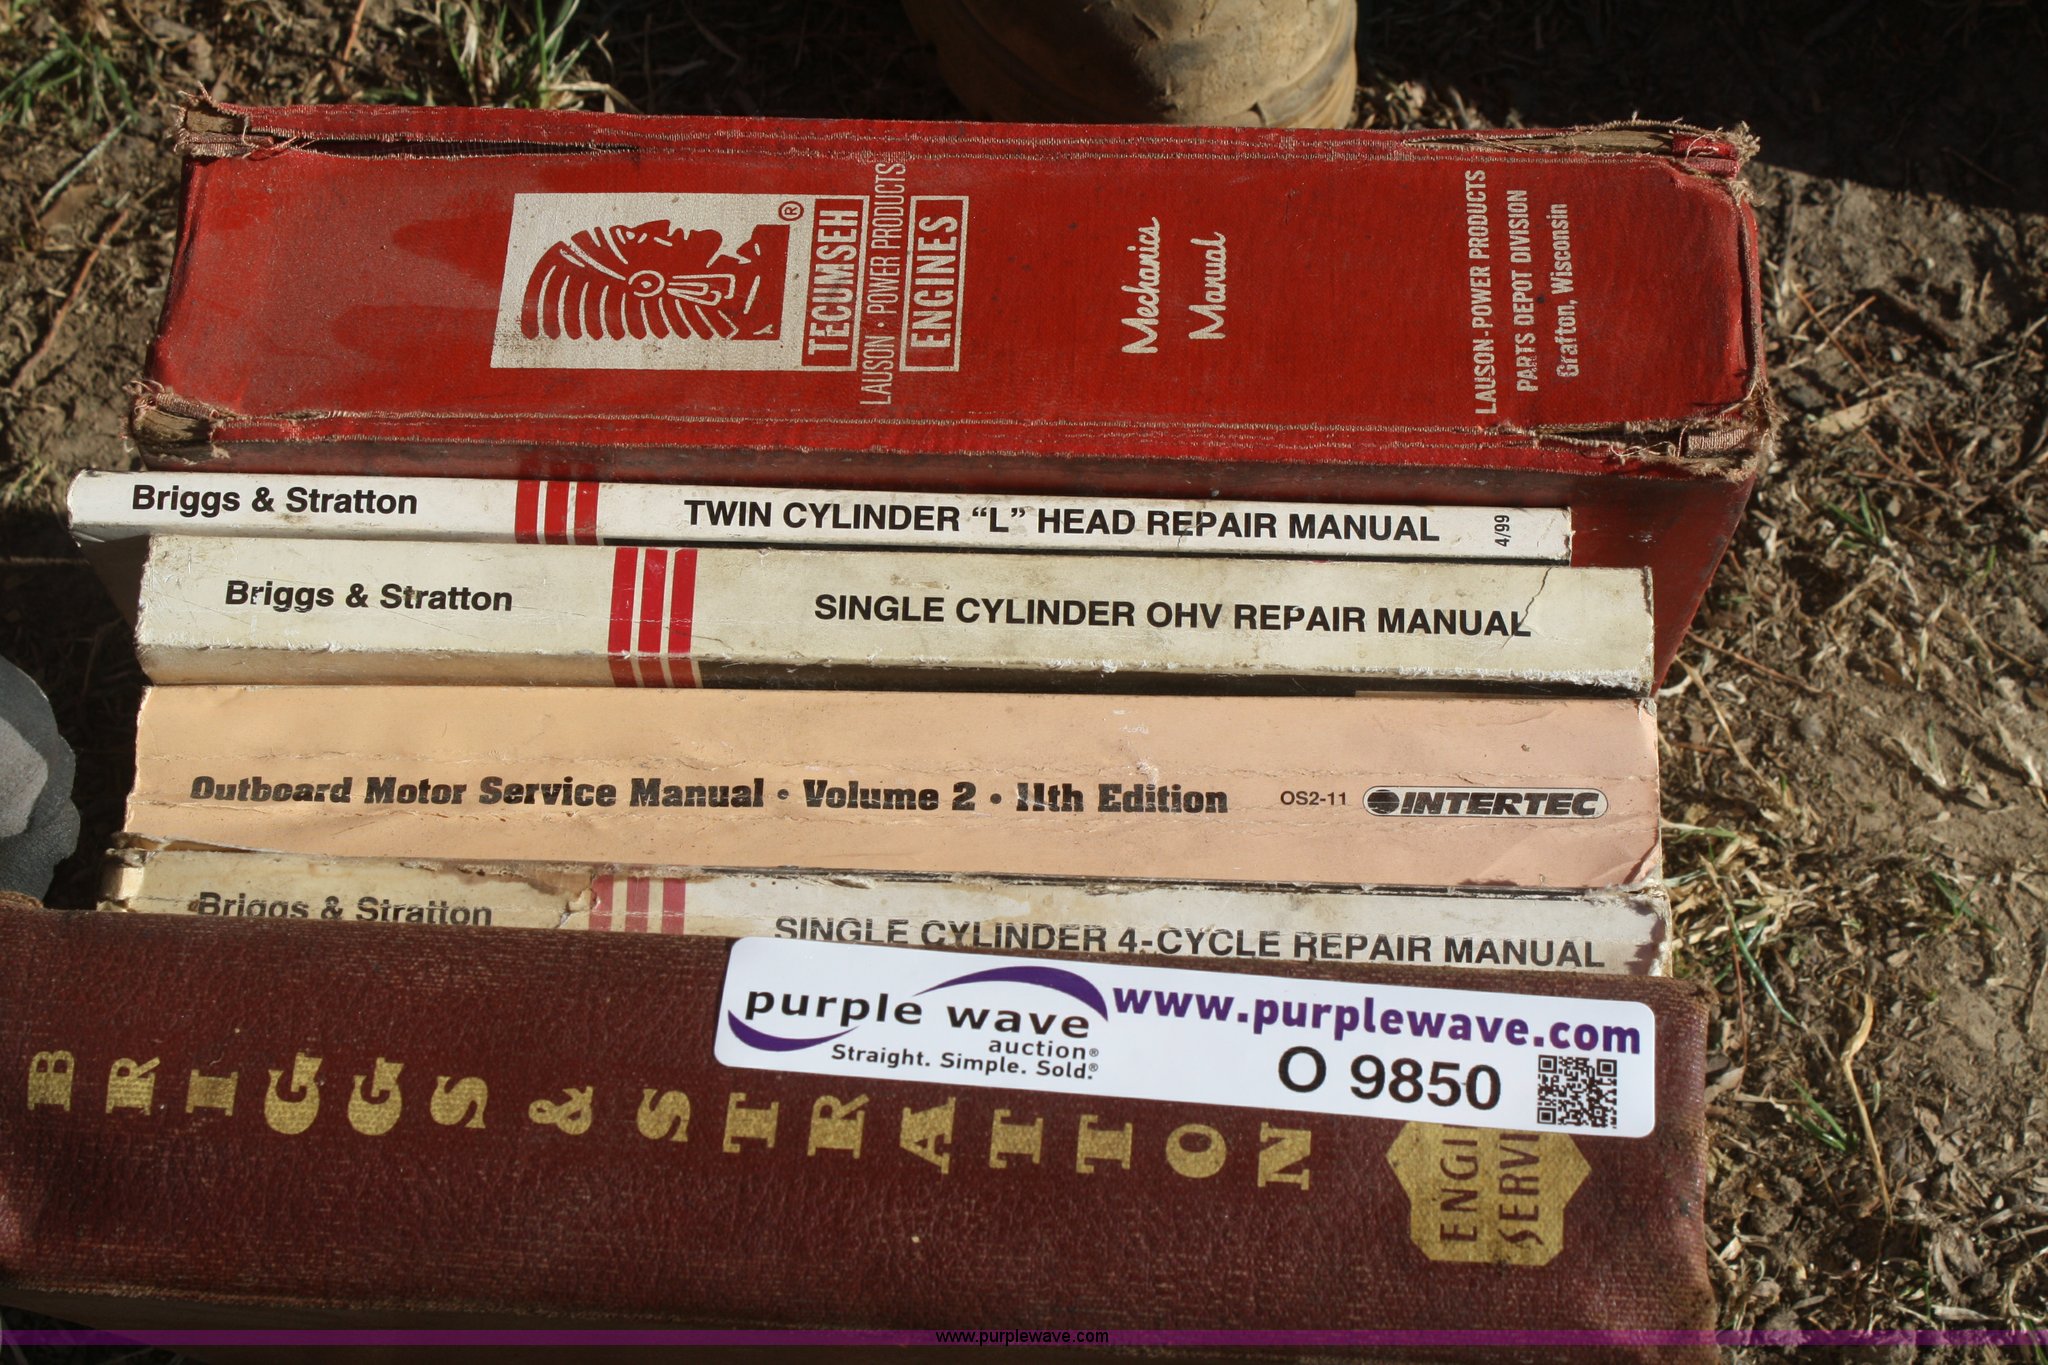 ®
TECUMSEH
LAUSON · POWER PRODUCTS
ENGINES
Mechanics
Manual
LAUSON-POWER PRODUCTS
PARTS DEPOT DIVISION
Grafton, Wisconsin
Briggs & Stratton TWIN CYLINDER “L” HEAD REPAIR MANUAL 4/99
Briggs & Stratton SINGLE CYLINDER OHV REPAIR MANUAL
Outboard Motor Service Manual • Volume 2 • 11th Edition OS2-11 INTERTEC
Briggs & Stratton SINGLE CYLINDER 4-CYCLE REPAIR MANUAL
purple wave
auction®
Straight. Simple. Sold.®
www.purplewave.com
O 9850
BRIGGS & STRATTON
ENGI
SERVI
www.purplewave.com